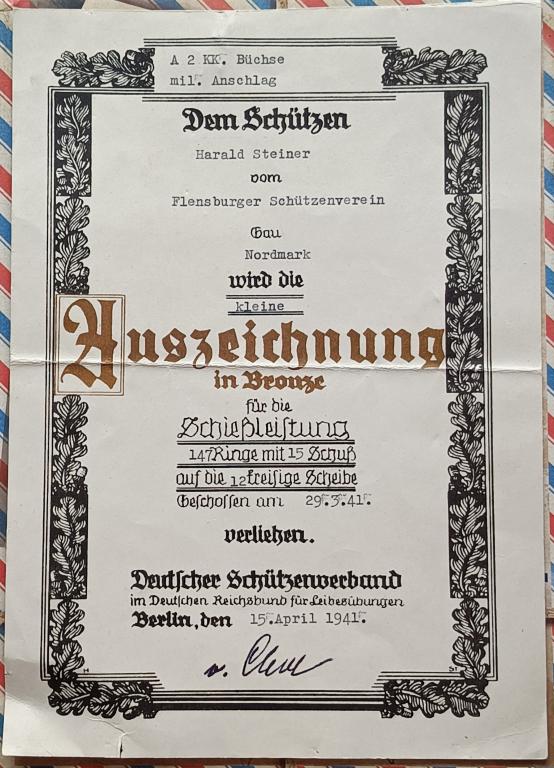 A 2 KK. Büchse
mil. Anschlag
Dem Schützen
Harald Steiner
vom
Flensburger Schützenverein
Gau
Nordmark
wird die
kleine
Auszeichnung
in Bronze
für die
Schießleistung
147 Ringe mit 15 Schuß
auf die 12 kreisige Scheibe
Geschossen am 29.3.41.
verliehen.
Deutscher Schützenverband
im Deutschen Reichsbund für Leibesübungen
Berlin, den 15. April 1941.